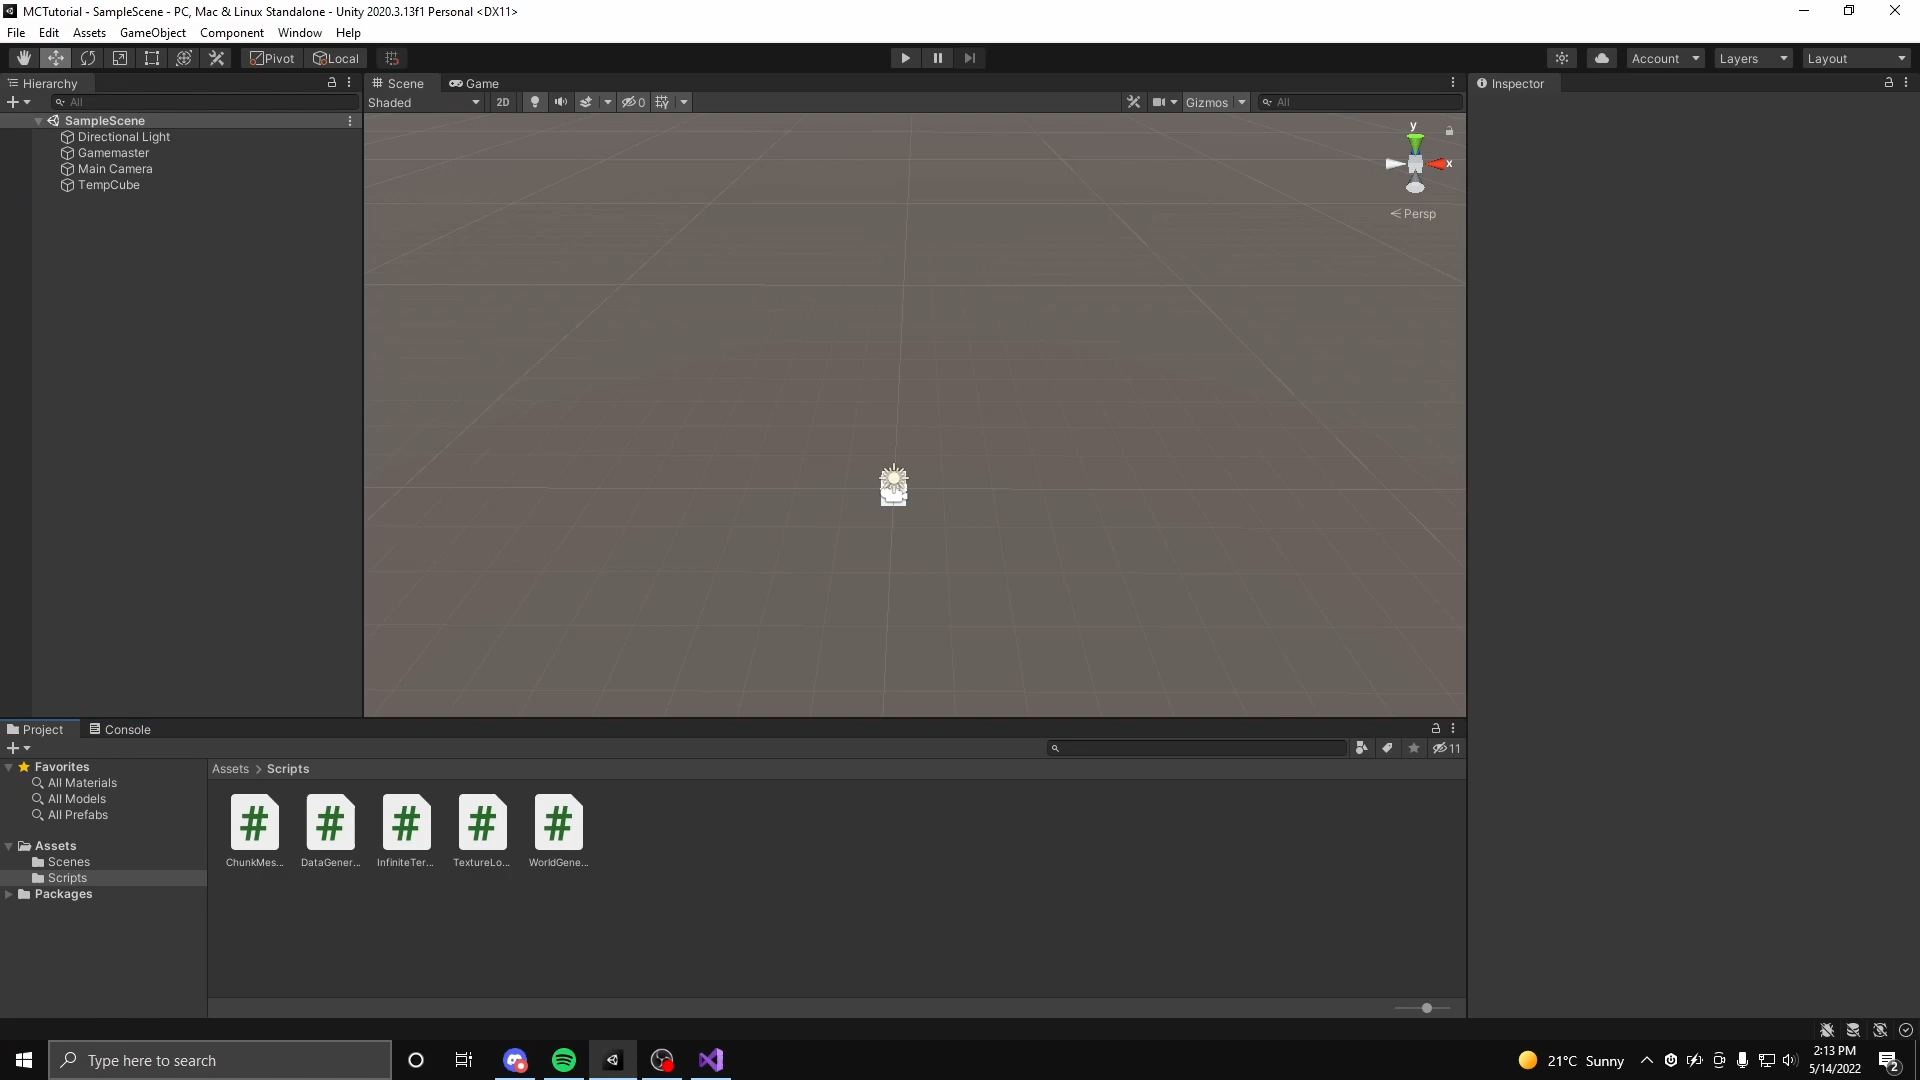 MCTutorial - SampleScene - PC, Mac & Linux Standalone - Unity 2020.3.13f1 Personal <DX11>
File Edit Assets GameObject Component Window Help
Pivot Local Account Layers Layout
Hierarchy
All
SampleScene
Directional Light
Gamemaster
Main Camera
TempCube
Scene Game
Shaded 2D 0 Gizmos All
y
x
Persp
Inspector
Project Console
11
Favorites
All Materials
All Models
All Prefabs
Assets
Scenes
Scripts
Packages
Assets > Scripts
ChunkMes... DataGener... InfiniteTer... TextureLo... WorldGene...
Type here to search
21°C Sunny
2:13 PM
5/14/2022
2